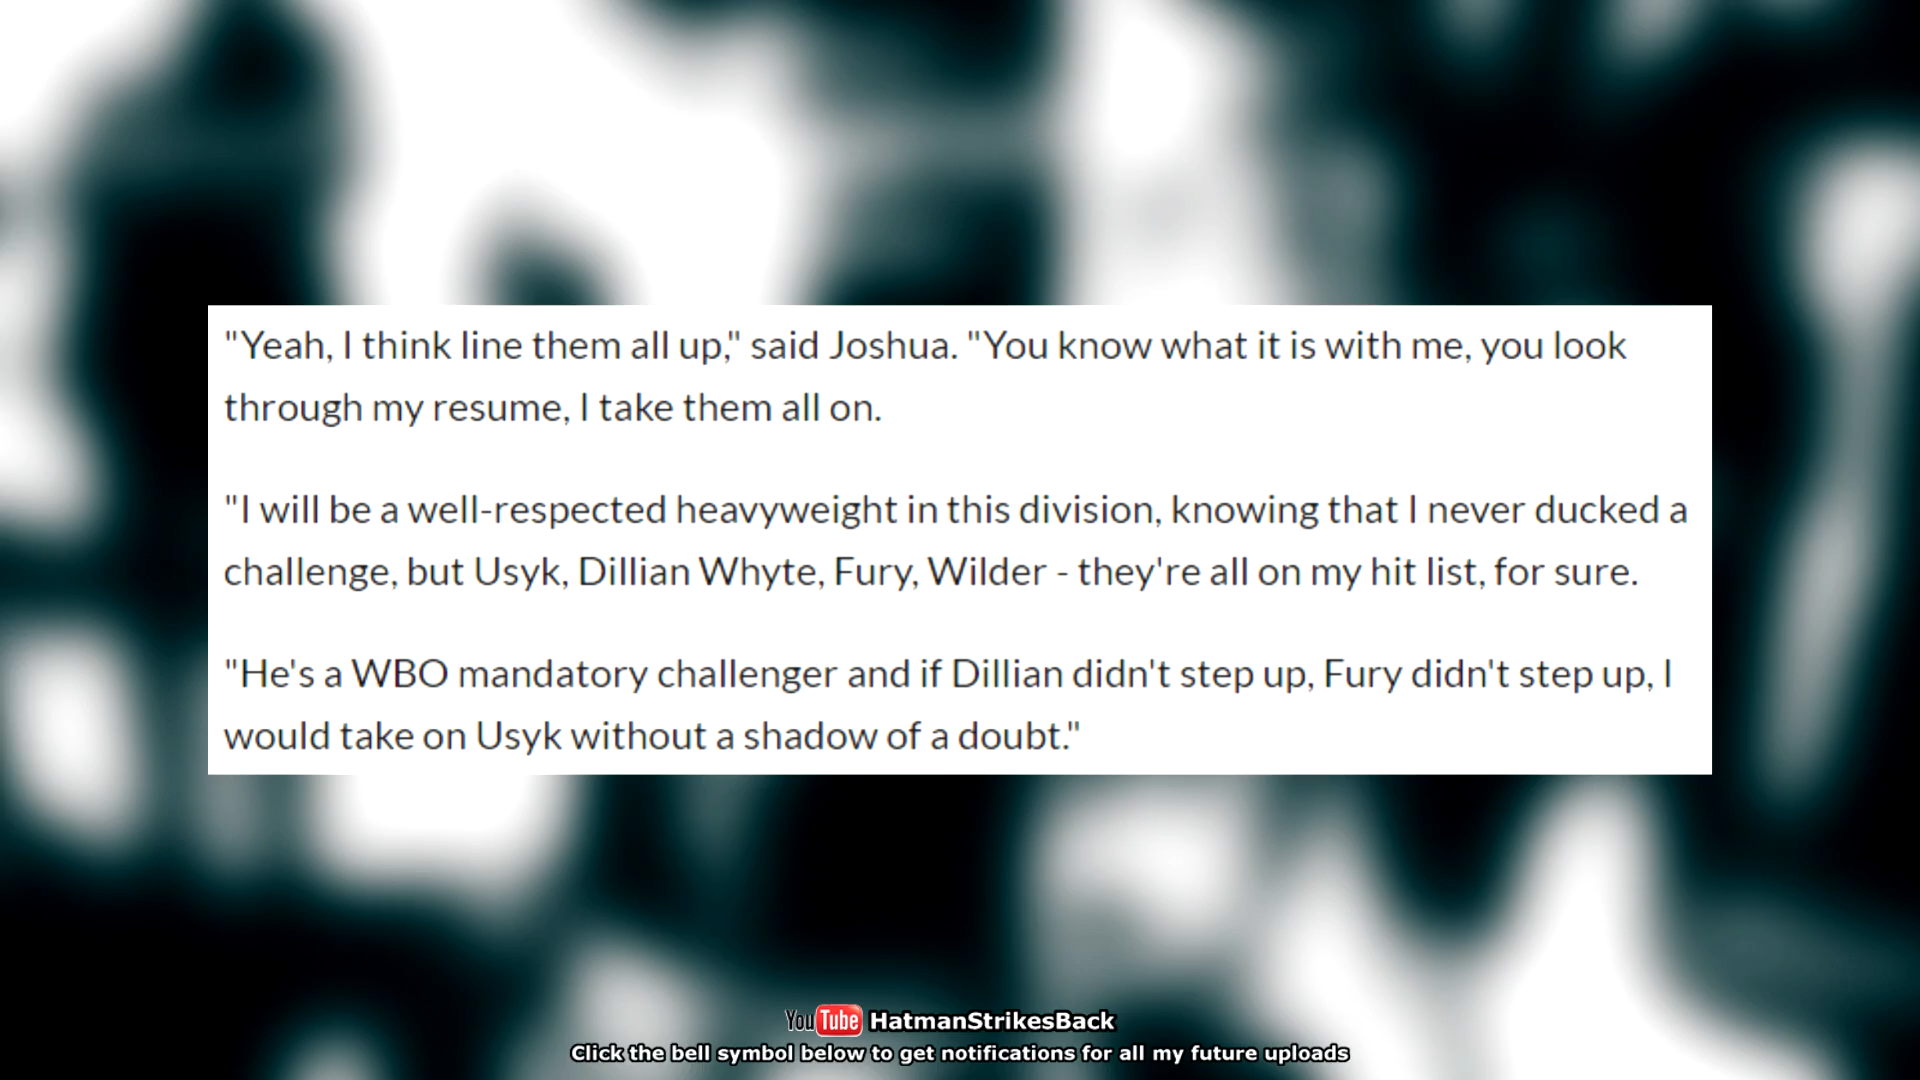 "Yeah, I think line them all up," said Joshua. "You know what it is with me, you look
through my resume, I take them all on.
"I will be a well-respected heavyweight in this division, knowing that I never ducked a
challenge, but Usyk, Dillian Whyte, Fury, Wilder - they're all on my hit list, for sure.
"He's a WBO mandatory challenger and if Dillian didn't step up, Fury didn't step up, I
would take on Usyk without a shadow of a doubt."
YouTube HatmanStrikesBack
Click the bell symbol below to get notifications for all my future uploads